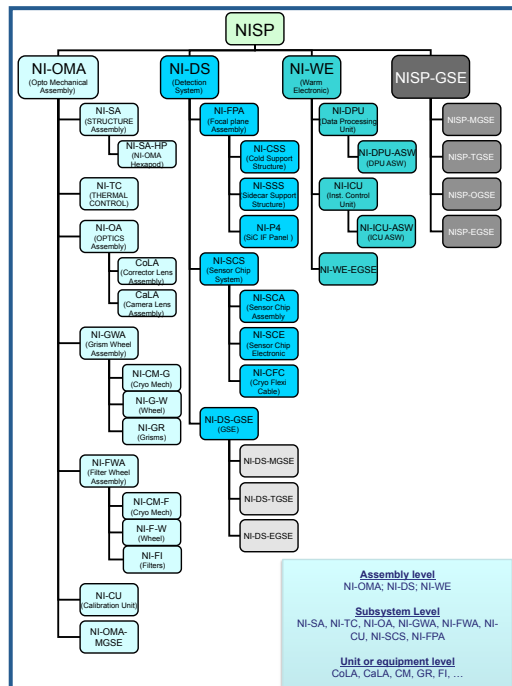 NISP
NI-OMA
(Opto Mechanical
Assembly)
NI-SA
(STRUCTURE
Assembly)
NI-SA-HP
(NI-OMA
Hexapod)
NI-TC
(THERMAL
CONTROL)
NI-OA
(OPTICS
Assembly)
CoLA
(Corrector Lens
Assembly)
CaLA
(Camera Lens
Assembly)
NI-GWA
(Grism Wheel
Assembly)
NI-CM-G
(Cryo Mech)
NI-G-W
(Wheel)
NI-GR
(Grisms)
NI-FWA
(Filter Wheel
Assembly)
NI-CM-F
(Cryo Mech)
NI-F-W
(Wheel)
NI-FI
(Filters)
NI-CU
(Calibration Unit)
NI-OMA-
MGSE
NI-DS
(Detection
System)
NI-FPA
(Focal plane
Assembly)
NI-CSS
(Cold Support
Structure)
NI-SSS
(Sidecar Support
Structure)
NI-P4
(SiC IF Panel )
NI-SCS
(Sensor Chip
System)
NI-SCA
(Sensor Chip
Assembly)
NI-SCE
(Sensor Chip
Electronic
NI-CFC
(Cryo Flexi
Cable)
NI-DS-GSE
(GSE)
NI-DS-MGSE
NI-DS-TGSE
NI-DS-EGSE
NI-WE
(Warm
Electronic)
NI-DPU
(Data Processing
Unit)
NI-DPU-ASW
(DPU ASW)
NI-ICU
(Inst. Control
Unit)
NI-ICU-ASW
(ICU ASW)
NI-WE-EGSE
NISP-GSE
NISP-MGSE
NISP-TGSE
NISP-OGSE
NISP-EGSE
Assembly level
NI-OMA; NI-DS; NI-WE
Subsystem Level
NI-SA, NI-TC, NI-OA, NI-GWA, NI-FWA, NI-
CU, NI-SCS, NI-FPA
Unit or equipment level
CoLA, CaLA, CM, GR, FI, …